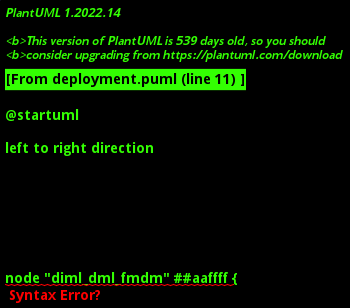 PlantUML 1.2022.14
<b>This version of PlantUML is 539 days old, so you should
<b>consider upgrading from https://plantuml.com/download
[From deployment.puml (line 11) ]
@startuml
left to right direction
node "diml_dml_fmdm" ##aaffff {
Syntax Error?